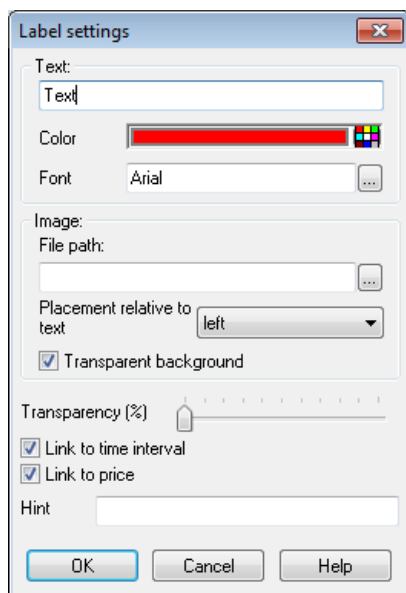 Label settings
Text:
Text
Color
Font
Arial
...
Image:
File path:
...
Placement relative to
text
left
Transparent background
Transparency (%)
Link to time interval
Link to price
Hint
OK
Cancel
Help